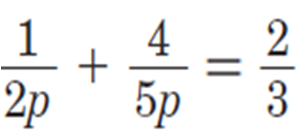 1/(2p) + 4/(5p) = 2/3